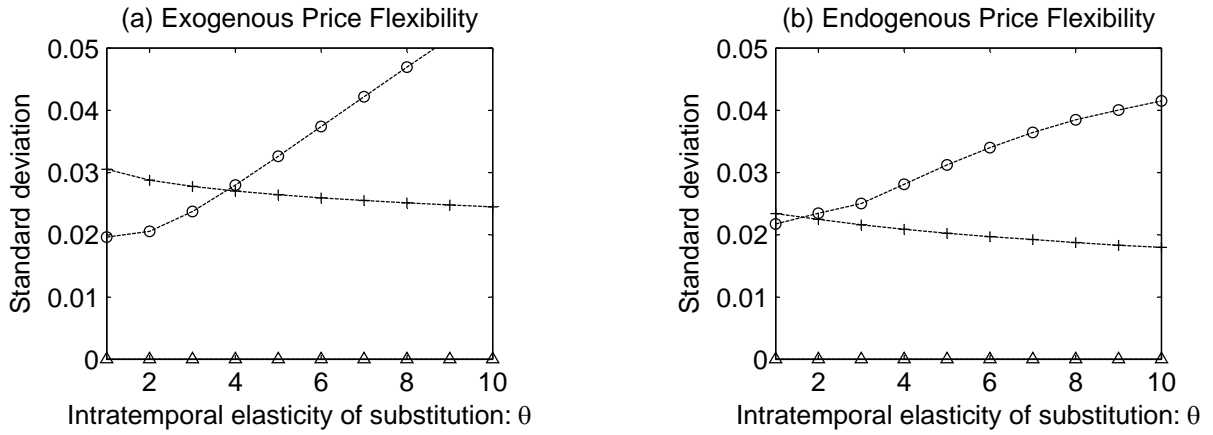 (a) Exogenous Price Flexibility
0.05
0.04
0.03
0.02
0.01
0
Standard deviation
2 4 6 8 10
Intratemporal elasticity of substitution: θ
(b) Endogenous Price Flexibility
0.05
0.04
0.03
0.02
0.01
0
Standard deviation
2 4 6 8 10
Intratemporal elasticity of substitution: θ